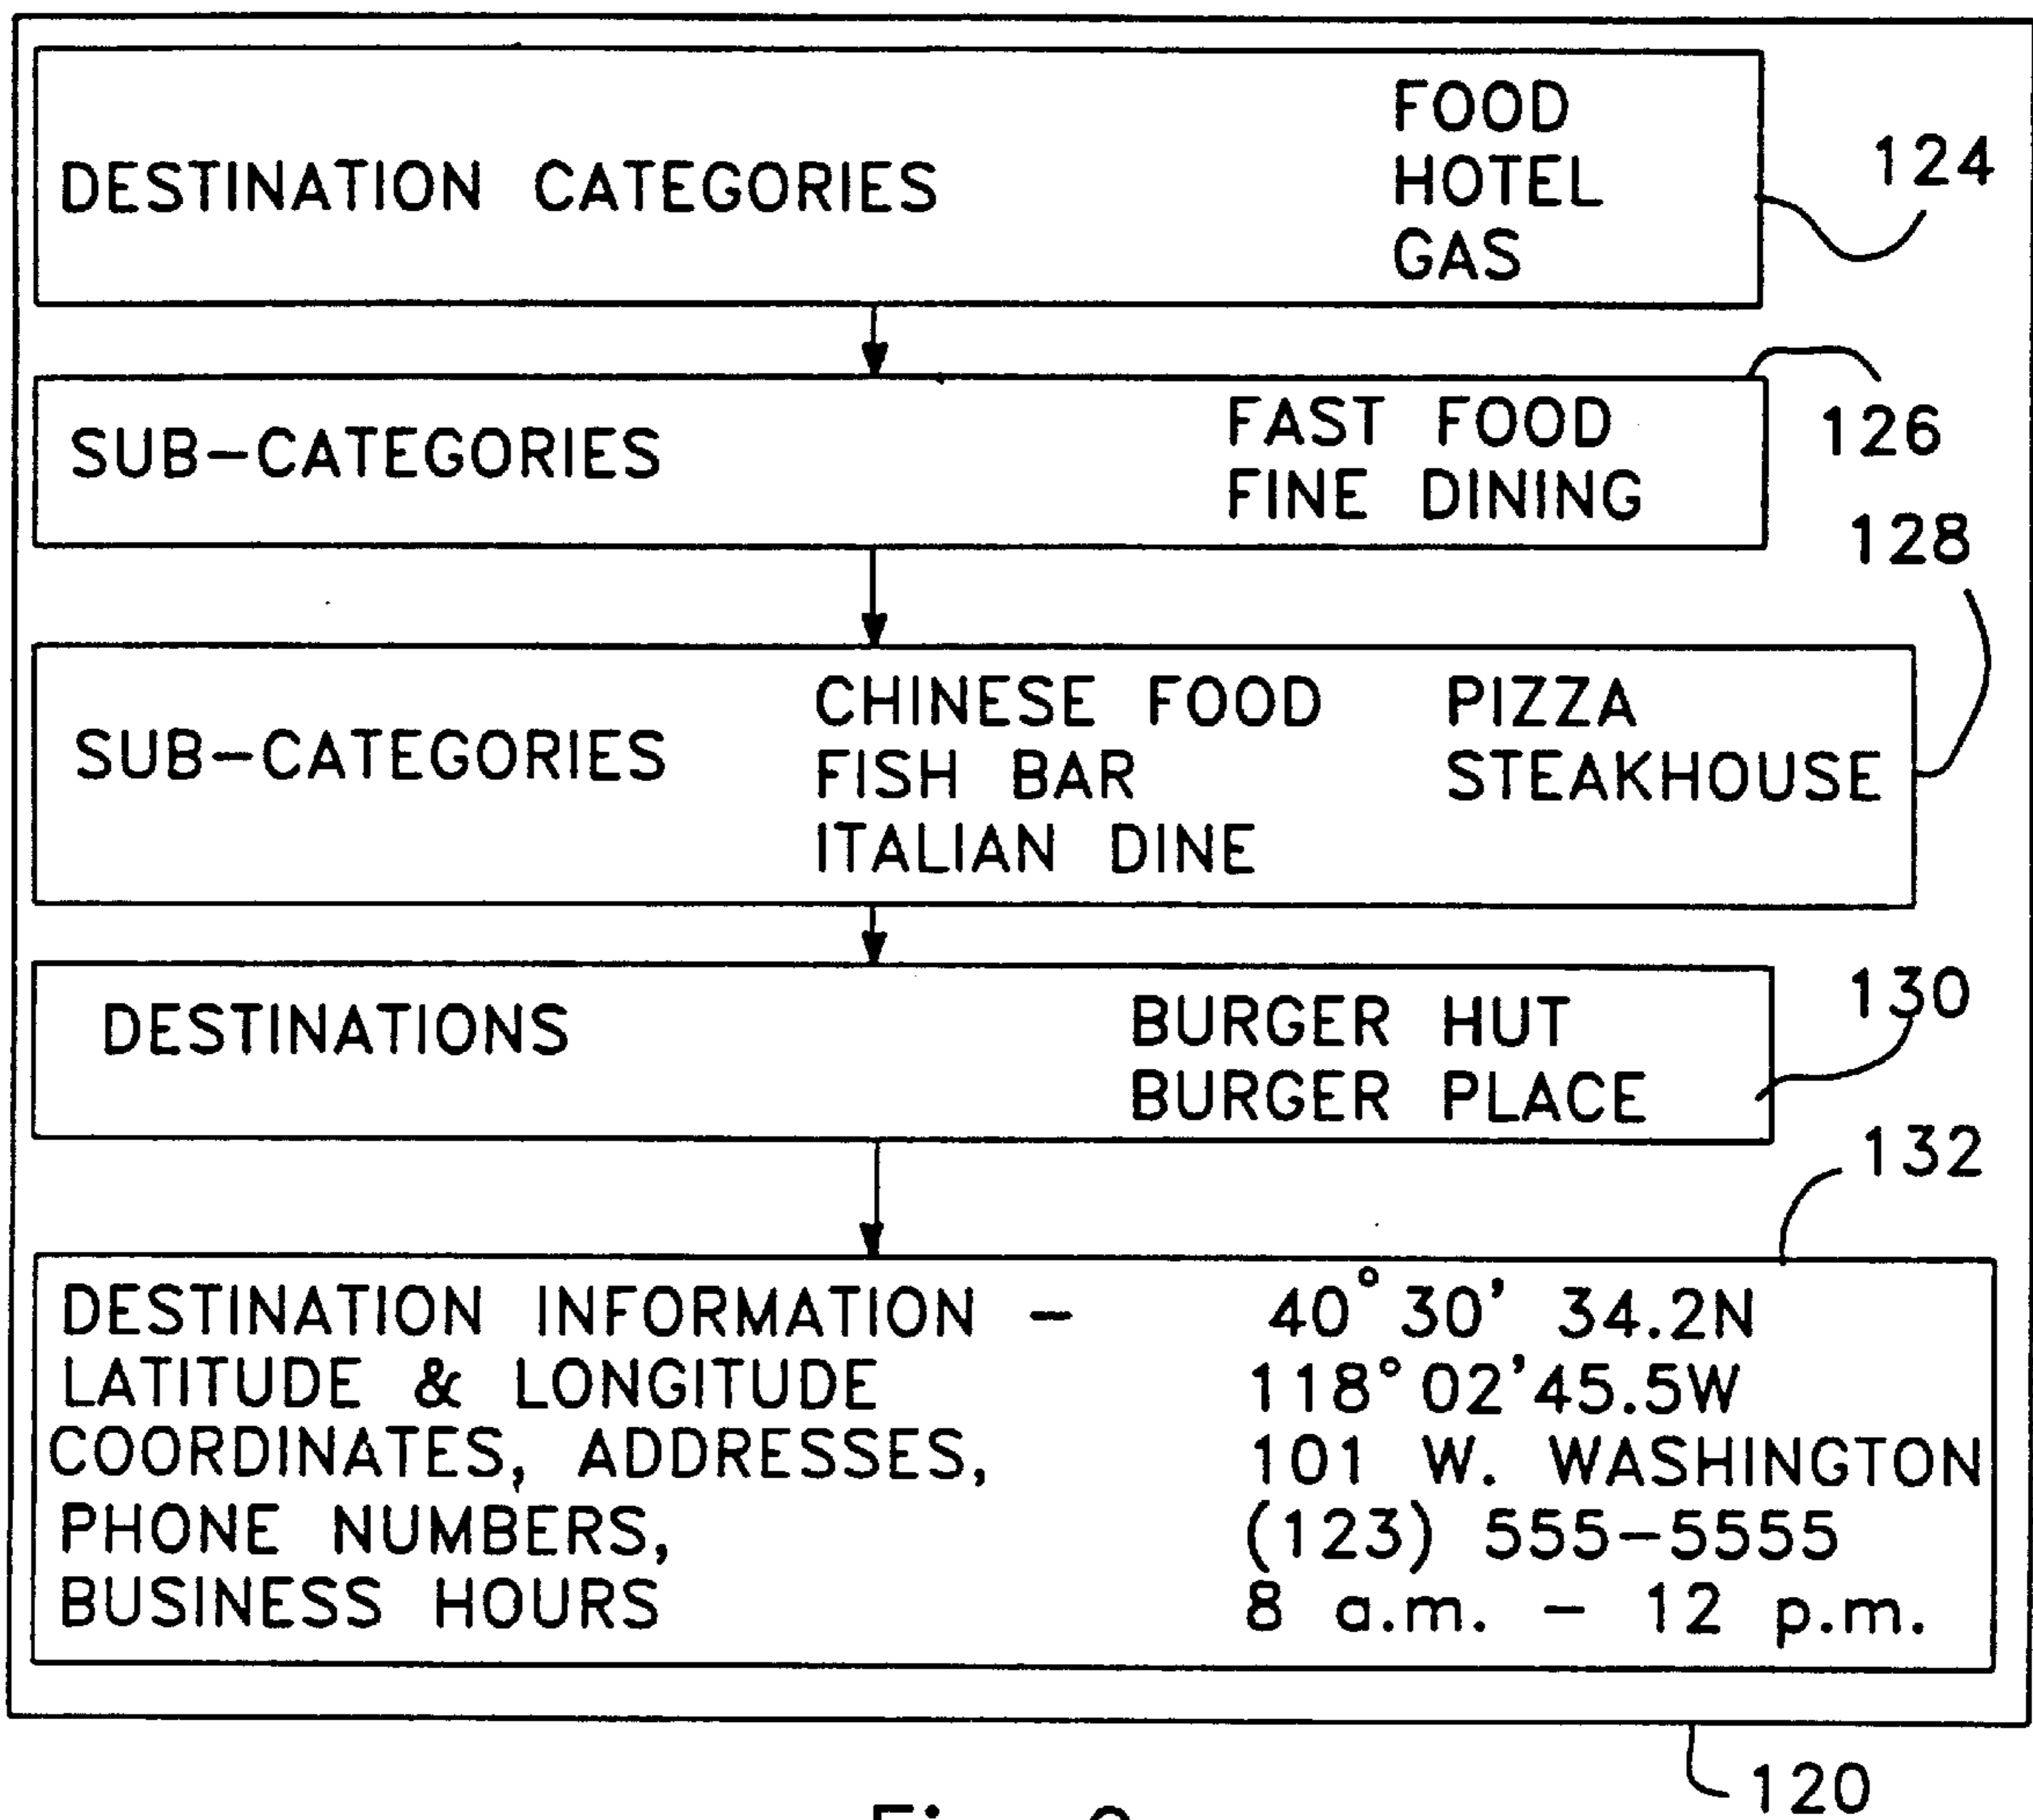 DESTINATION CATEGORIES
FOOD
HOTEL
GAS
124
SUB-CATEGORIES
FAST FOOD
FINE DINING
126
128
SUB-CATEGORIES
CHINESE FOOD PIZZA
FISH BAR STEAKHOUSE
ITALIAN DINE
DESTINATIONS
BURGER HUT
BURGER PLACE
130
132
DESTINATION INFORMATION - 40° 30' 34.2N
LATITUDE & LONGITUDE 118° 02' 45.5W
COORDINATES, ADDRESSES, 101 W. WASHINGTON
PHONE NUMBERS, (123) 555-5555
BUSINESS HOURS 8 a.m. - 12 p.m.
120